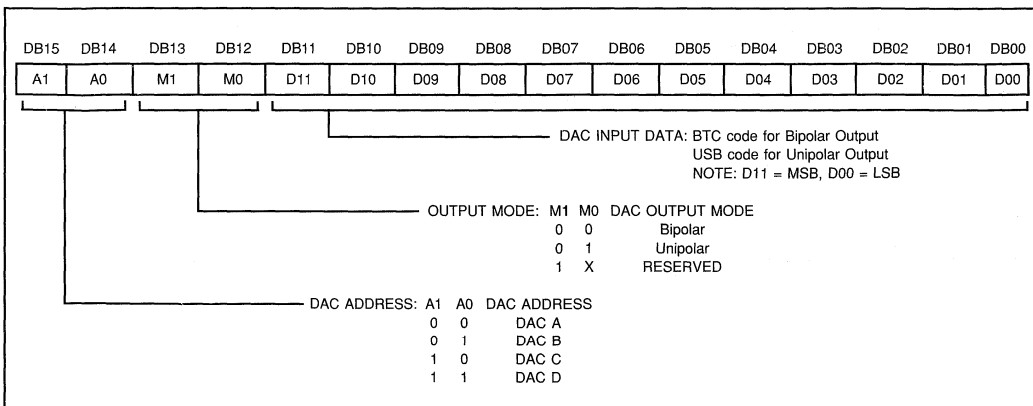 DB15 DB14 DB13 DB12 DB11 DB10 DB09 DB08 DB07 DB06 DB05 DB04 DB03 DB02 DB01 DB00
A1 A0 M1 M0 D11 D10 D09 D08 D07 D06 D05 D04 D03 D02 D01 D00
DAC INPUT DATA: BTC code for Bipolar Output
USB code for Unipolar Output
NOTE: D11 = MSB, D00 = LSB
OUTPUT MODE: M1 M0 DAC OUTPUT MODE
0 0 Bipolar
0 1 Unipolar
1 X RESERVED
DAC ADDRESS: A1 A0 DAC ADDRESS
0 0 DAC A
0 1 DAC B
1 0 DAC C
1 1 DAC D